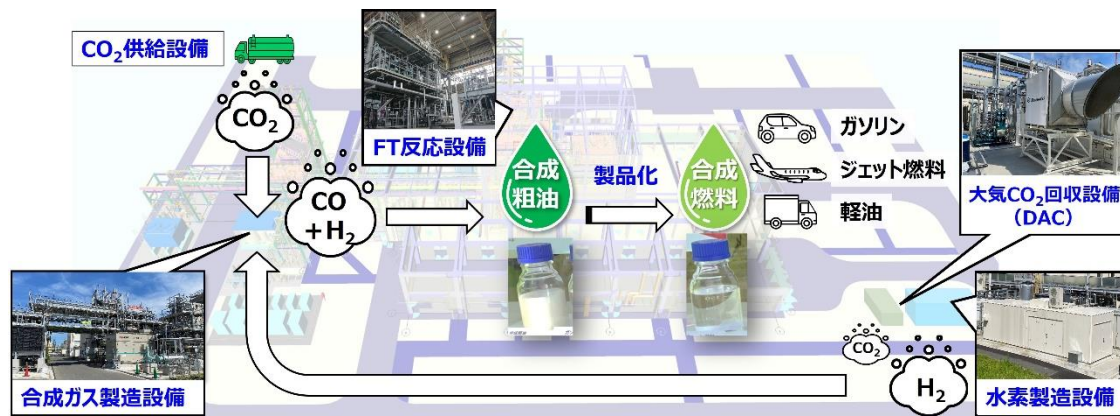 CO₂供給設備
CO₂
FT反応設備
CO
+H₂
合成
粗油
製品化
合成
燃料
ガソリン
ジェット燃料
軽油
大気CO₂回収設備
(DAC)
合成ガス製造設備
CO₂
H₂
水素製造設備